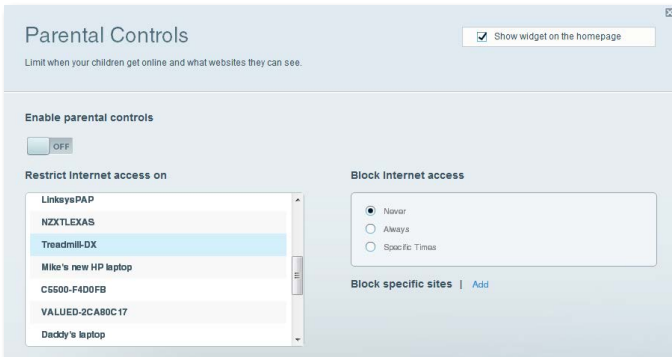 Parental Controls
Show widget on the homepage
Limit when your children get online and what websites they can see.
Enable parental controls
OFF
Restrict Internet access on
LinksysPAP
NZXTLEXAS
Treadmill-DX
Mike's new HP laptop
C5500-F4D0FB
VALUED-2CA80C17
Daddy's laptop
Block Internet access
Never
Always
Specific Times
Block specific sites | Add